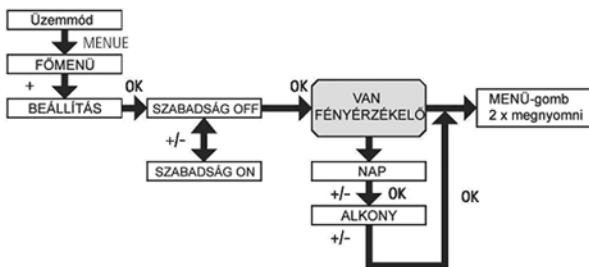 Üzemmód
MENUE
FŐMENÜ
+
BEÁLLÍTÁS
OK
SZABADSÁG OFF
+/-
SZABADSÁG ON
OK
VAN
FÉNYÉRZÉKELŐ
NAP
+/- OK
ALKONY
+/-
OK
MENÜ-gomb
2 x megnyomni